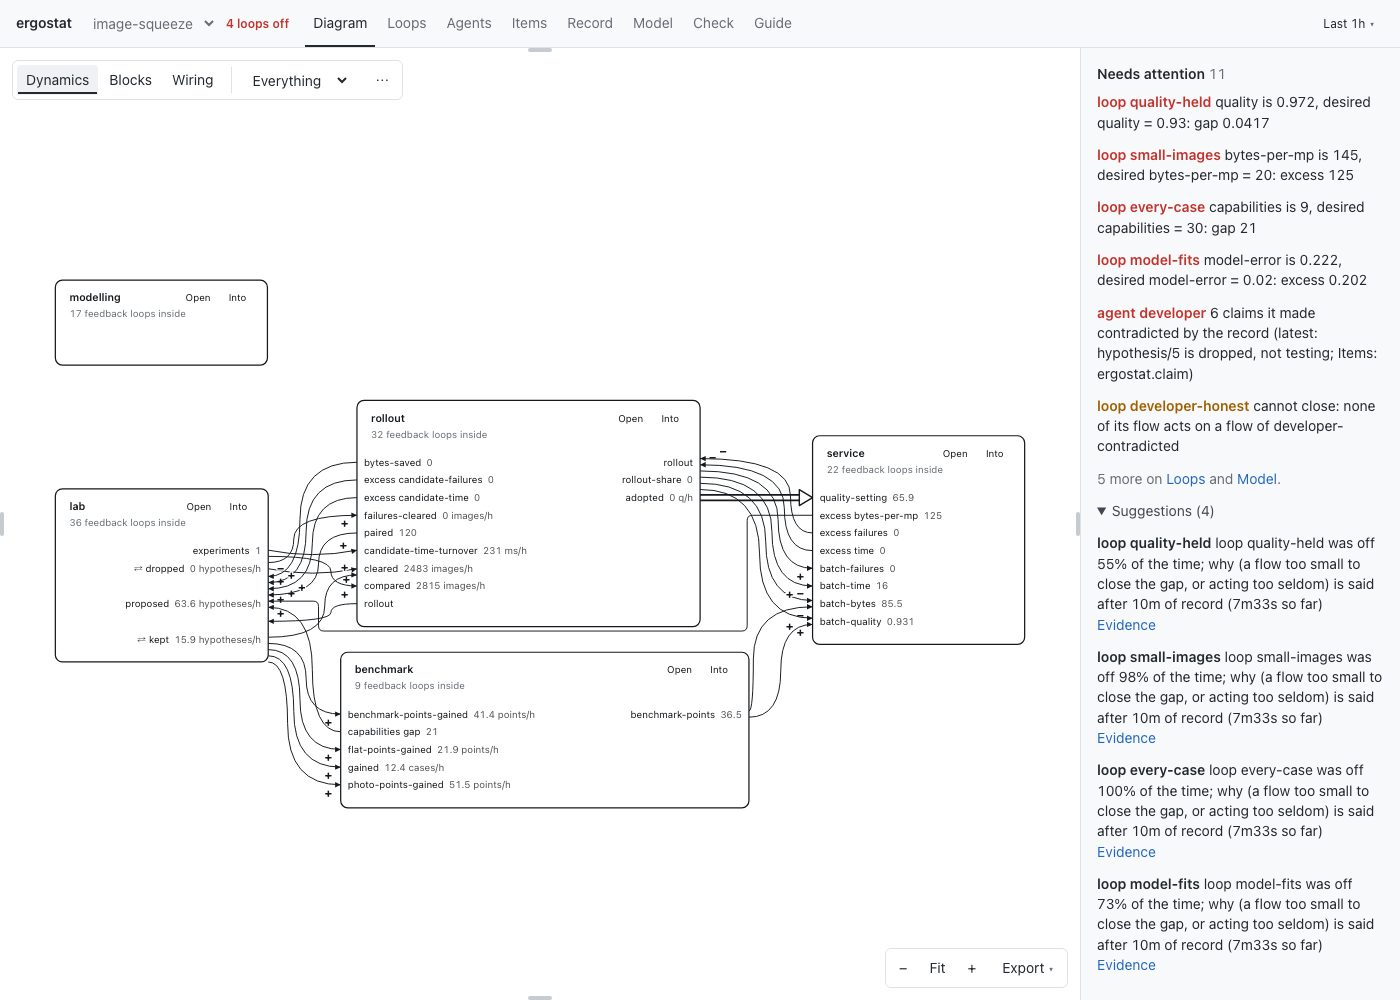 ergostat image-squeeze 4 loops off Diagram Loops Agents Items Record Model Check Guide Last 1h
Dynamics Blocks Wiring Everything ···
modelling Open Into
17 feedback loops inside
rollout Open Into
32 feedback loops inside
bytes-saved 0
excess candidate-failures 0
excess candidate-time 0
failures-cleared 0 images/h
paired 120
candidate-time-turnover 231 ms/h
cleared 2483 images/h
compared 2815 images/h
rollout
rollout
rollout-share 0
adopted 0 q/h
service Open Into
22 feedback loops inside
quality-setting 65.9
excess bytes-per-mp 125
excess failures 0
excess time 0
batch-failures 0
batch-time 16
batch-bytes 85.5
batch-quality 0.931
lab Open Into
36 feedback loops inside
experiments 1
⇄ dropped 0 hypotheses/h
proposed 63.6 hypotheses/h
⇄ kept 15.9 hypotheses/h
benchmark Open Into
9 feedback loops inside
benchmark-points-gained 41.4 points/h
capabilities gap 21
flat-points-gained 21.9 points/h
gained 12.4 cases/h
photo-points-gained 51.5 points/h
benchmark-points 36.5
− Fit + Export
Needs attention 11
loop quality-held quality is 0.972, desired
quality = 0.93: gap 0.0417
loop small-images bytes-per-mp is 145,
desired bytes-per-mp = 20: excess 125
loop every-case capabilities is 9, desired
capabilities = 30: gap 21
loop model-fits model-error is 0.222,
desired model-error = 0.02: excess 0.202
agent developer 6 claims it made
contradicted by the record (latest:
hypothesis/5 is dropped, not testing; Items:
ergostat.claim)
loop developer-honest cannot close: none
of its flow acts on a flow of developer-
contradicted
5 more on Loops and Model.
▼ Suggestions (4)
loop quality-held loop quality-held was off
55% of the time; why (a flow too small to
close the gap, or acting too seldom) is said
after 10m of record (7m33s so far)
Evidence
loop small-images loop small-images was
off 98% of the time; why (a flow too small to
close the gap, or acting too seldom) is said
after 10m of record (7m33s so far)
Evidence
loop every-case loop every-case was off
100% of the time; why (a flow too small to
close the gap, or acting too seldom) is said
after 10m of record (7m33s so far)
Evidence
loop model-fits loop model-fits was off
73% of the time; why (a flow too small to
close the gap, or acting too seldom) is said
after 10m of record (7m33s so far)
Evidence